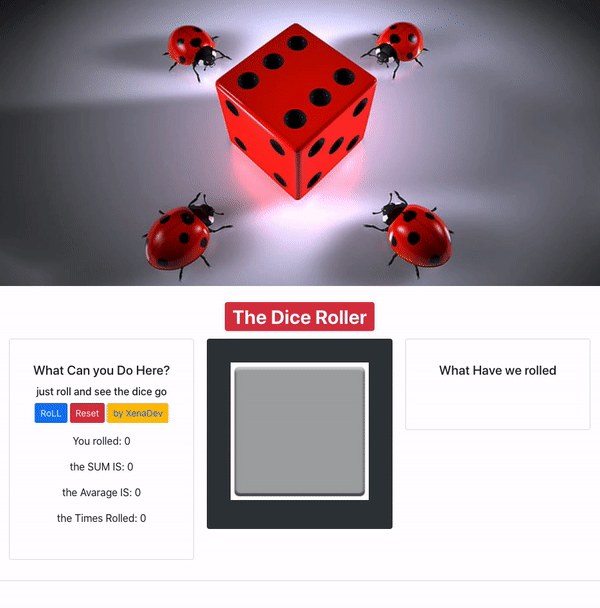 The Dice Roller
What Can you Do Here?
just roll and see the dice go
RoLL Reset by XenaDev
You rolled: 0
the SUM IS: 0
the Avarage IS: 0
the Times Rolled: 0
What Have we rolled